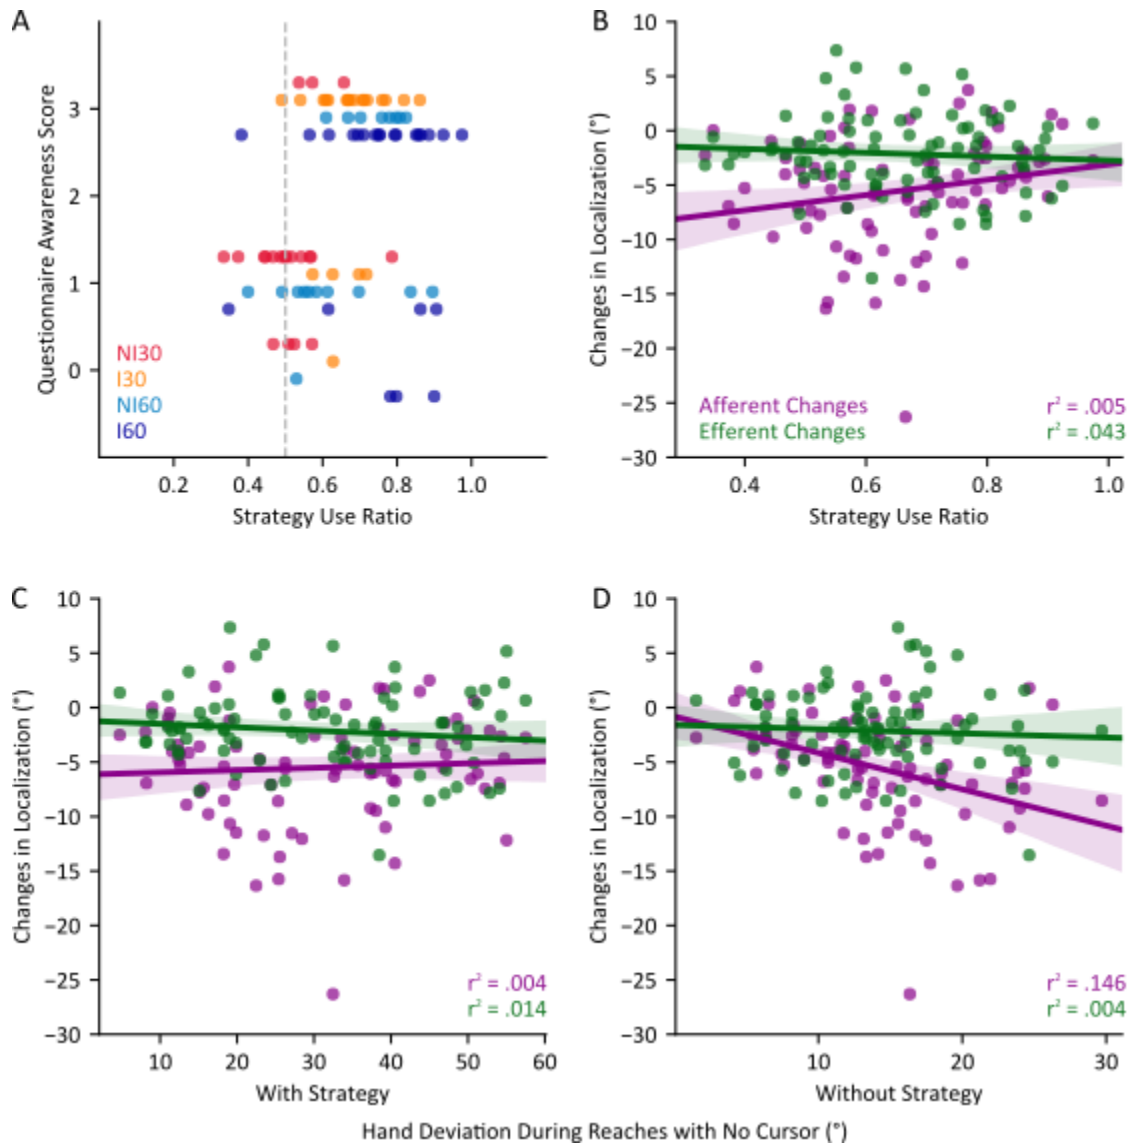 A
Questionnaire Awareness Score
3
2
1
0
NI30
I30
NI60
I60
0.2 0.4 0.6 0.8 1.0
Strategy Use Ratio
B
Changes in Localization (°)
10
5
0
−5
−10
−15
−20
−25
−30
Afferent Changes r² = .005
Efferent Changes r² = .043
0.4 0.6 0.8 1.0
Strategy Use Ratio
C
Changes in Localization (°)
10
5
0
−5
−10
−15
−20
−25
−30
r² = .004
r² = .014
10 20 30 40 50 60
With Strategy
D
Changes in Localization (°)
10
5
0
−5
−10
−15
−20
−25
−30
r² = .146
r² = .004
10 20 30
Without Strategy
Hand Deviation During Reaches with No Cursor (°)